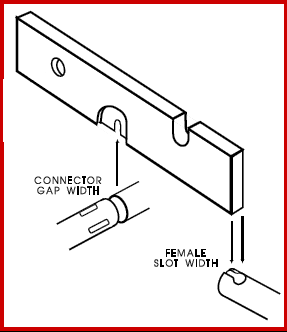 CONNECTOR
GAP WIDTH
FEMALE
SLOT WIDTH